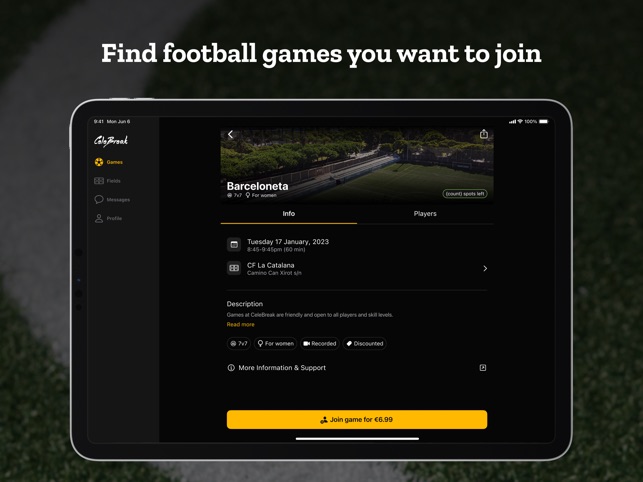 Find football games you want to join
9:41 Mon Jun 6
100%
CeleBreak
Games
Fields
Messages
Profile
Barceloneta
7v7 For women
{count} spots left
Info Players
Tuesday 17 January, 2023
8:45-9:45pm (60 min)
CF La Catalana
Camino Can Xirot s/n
Description
Games at CeleBreak are friendly and open to all players and skill levels.
Read more
7v7 For women Recorded Discounted
More Information & Support
Join game for €6.99